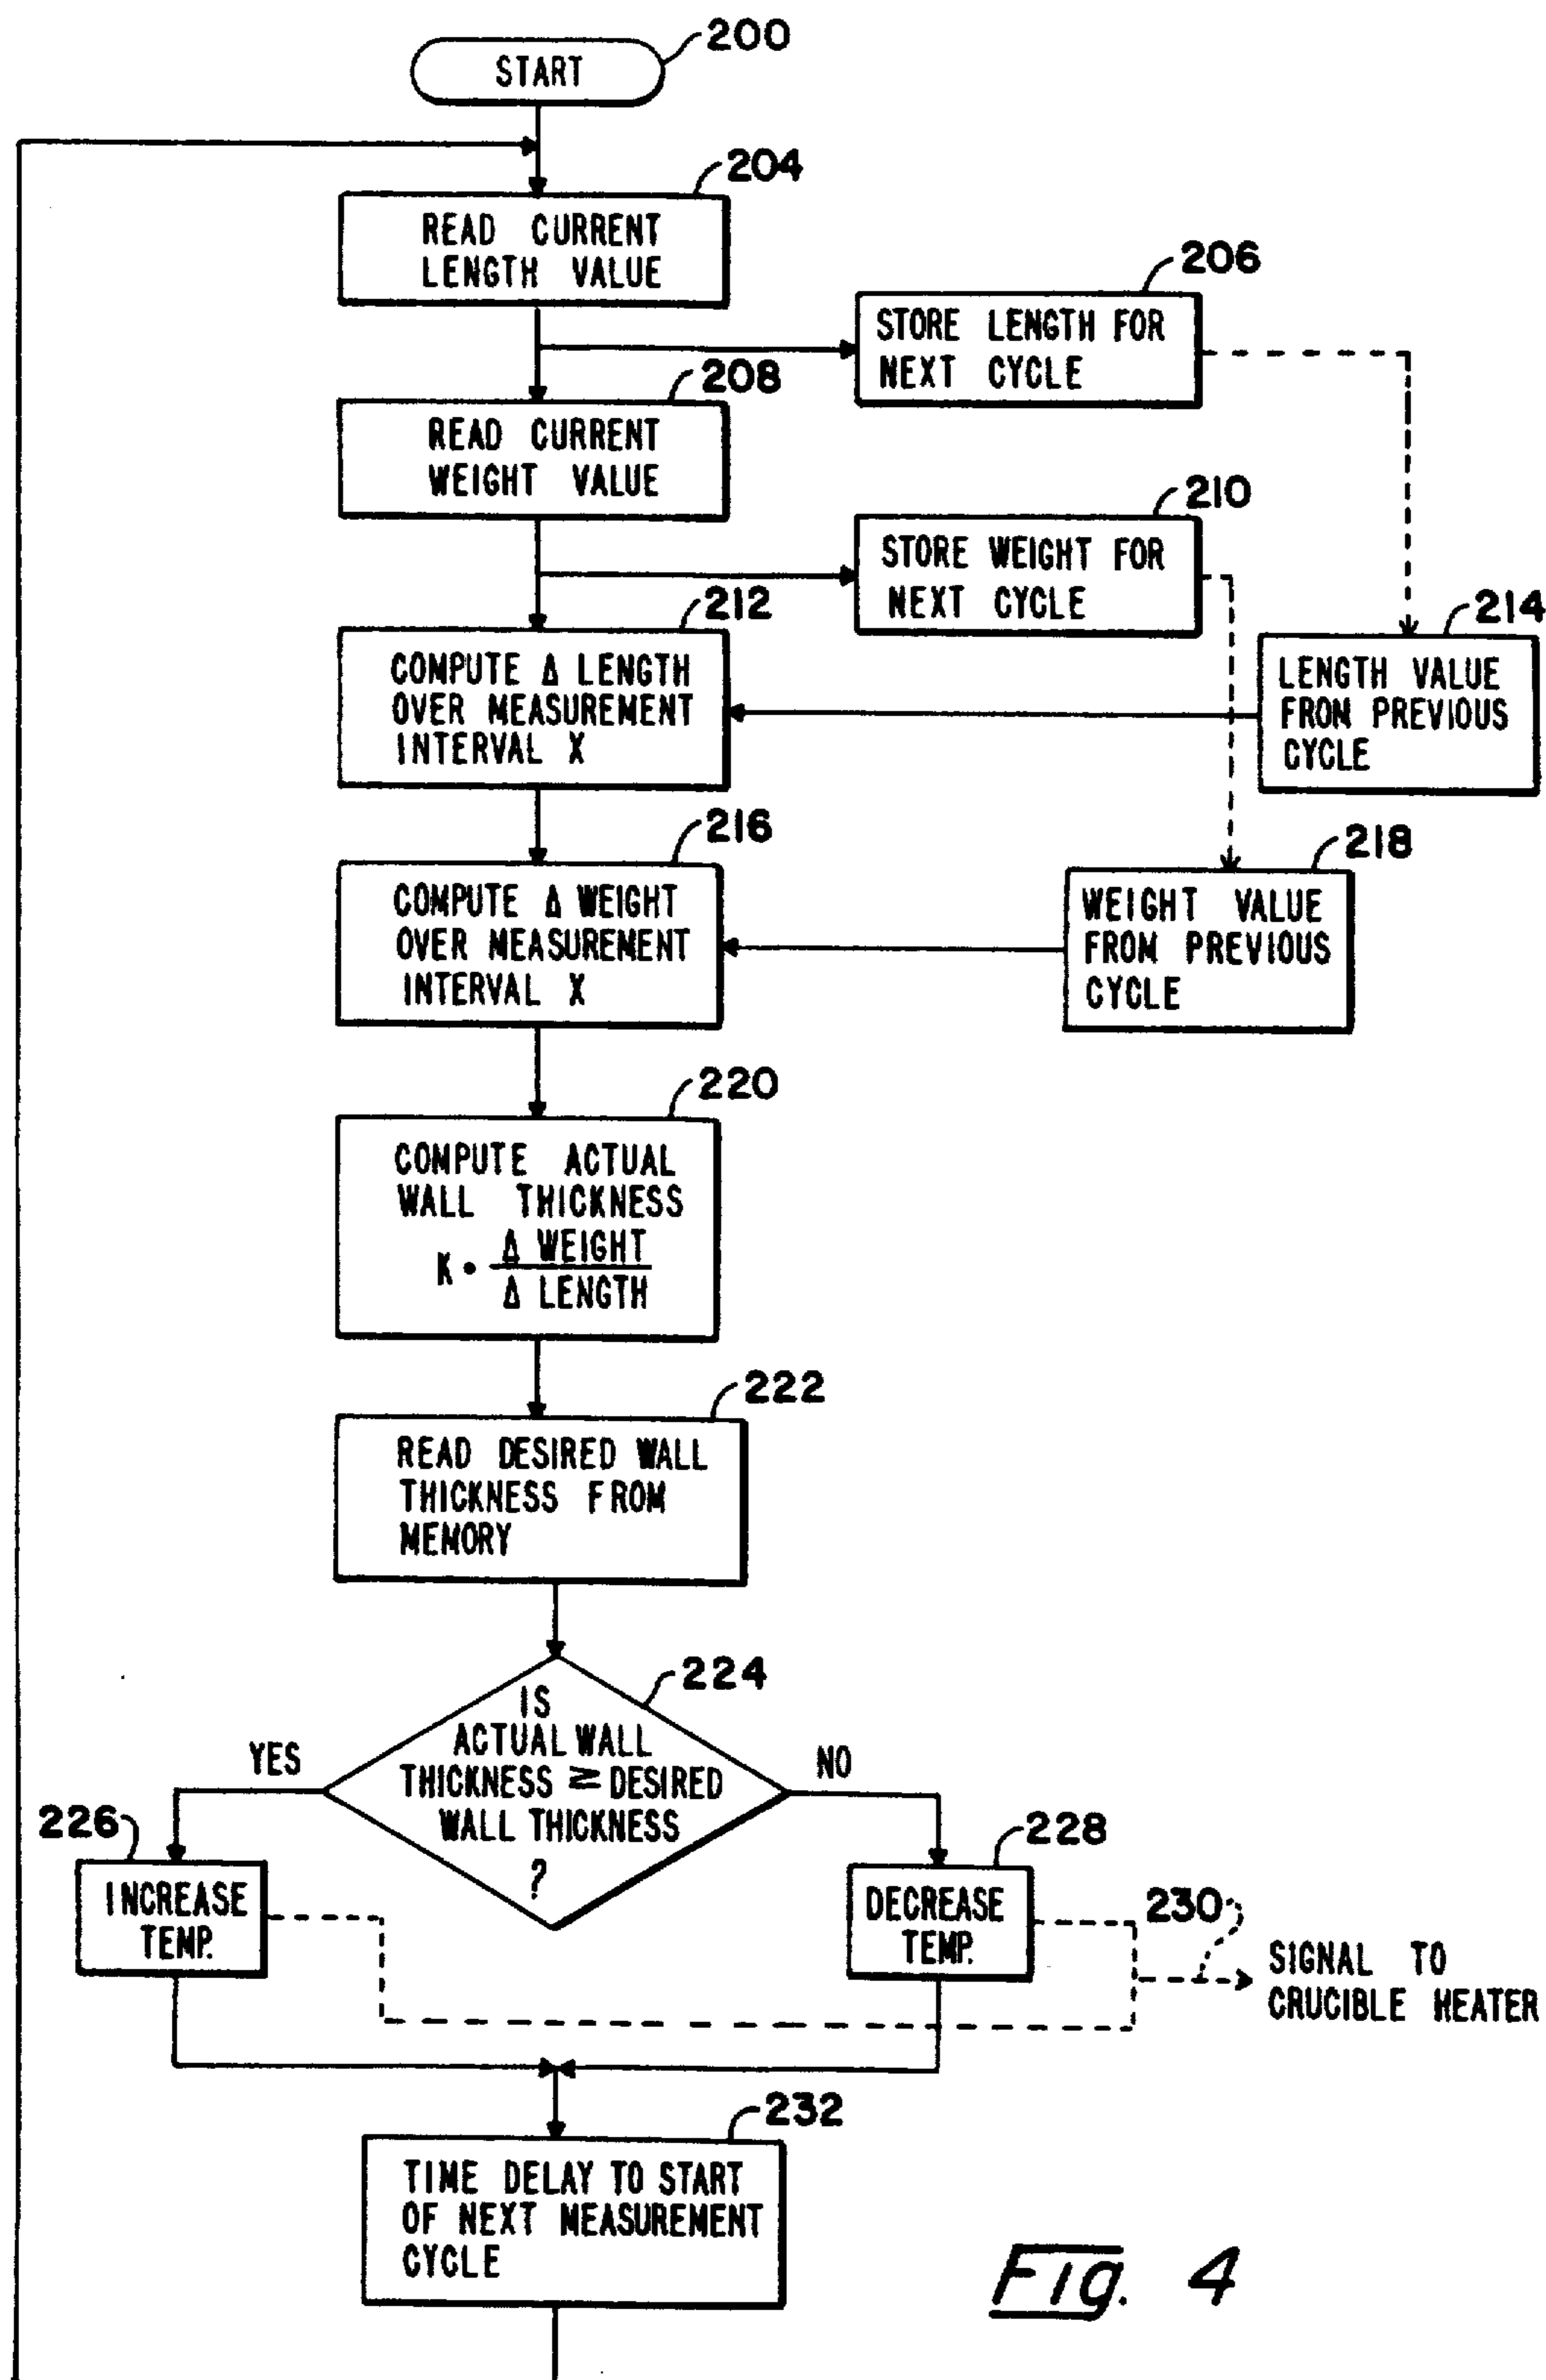 200
START
204
READ CURRENT
LENGTH VALUE
206
STORE LENGTH FOR
NEXT CYCLE
208
READ CURRENT
WEIGHT VALUE
210
STORE WEIGHT FOR
NEXT CYCLE
212
COMPUTE Δ LENGTH
OVER MEASUREMENT
INTERVAL X
214
LENGTH VALUE
FROM PREVIOUS
CYCLE
216
COMPUTE Δ WEIGHT
OVER MEASUREMENT
INTERVAL X
218
WEIGHT VALUE
FROM PREVIOUS
CYCLE
220
COMPUTE ACTUAL
WALL THICKNESS
Δ WEIGHT
K •
Δ LENGTH
222
READ DESIRED WALL
THICKNESS FROM
MEMORY
224
IS
ACTUAL WALL
THICKNESS ≥ DESIRED
WALL THICKNESS
?
YES
NO
226
INCREASE
TEMP.
228
DECREASE
TEMP.
230
SIGNAL TO
CRUCIBLE HEATER
232
TIME DELAY TO START
OF NEXT MEASUREMENT
CYCLE
Fig. 4